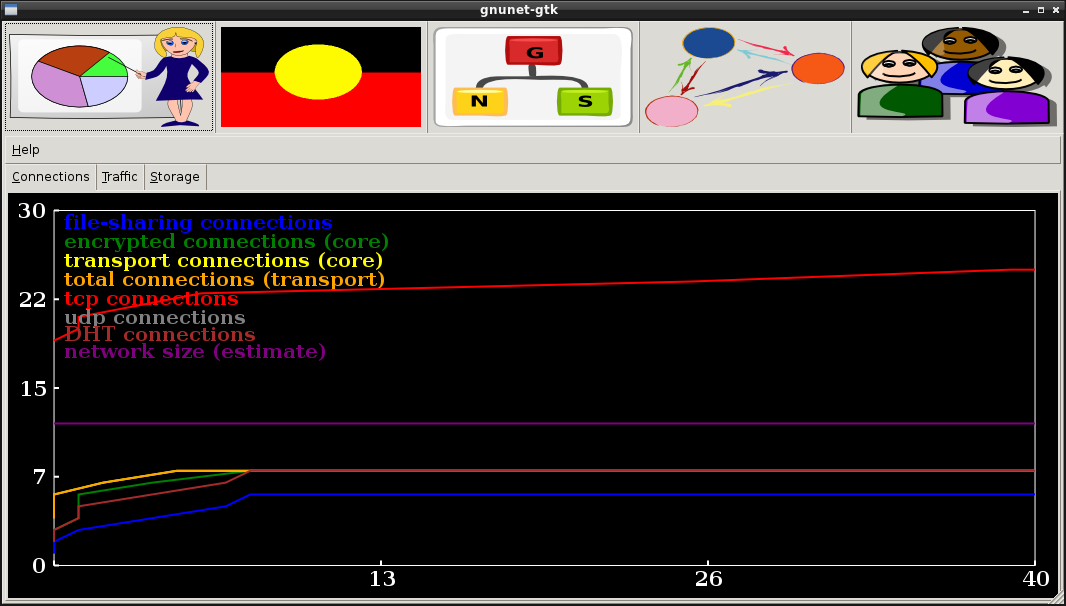 gnunet-gtk
G
N
S
Help
Connections Traffic Storage
30
file-sharing connections
encrypted connections (core)
transport connections (core)
total connections (transport)
22
tcp connections
udp connections
DHT connections
network size (estimate)
15
7
0
13 26 40